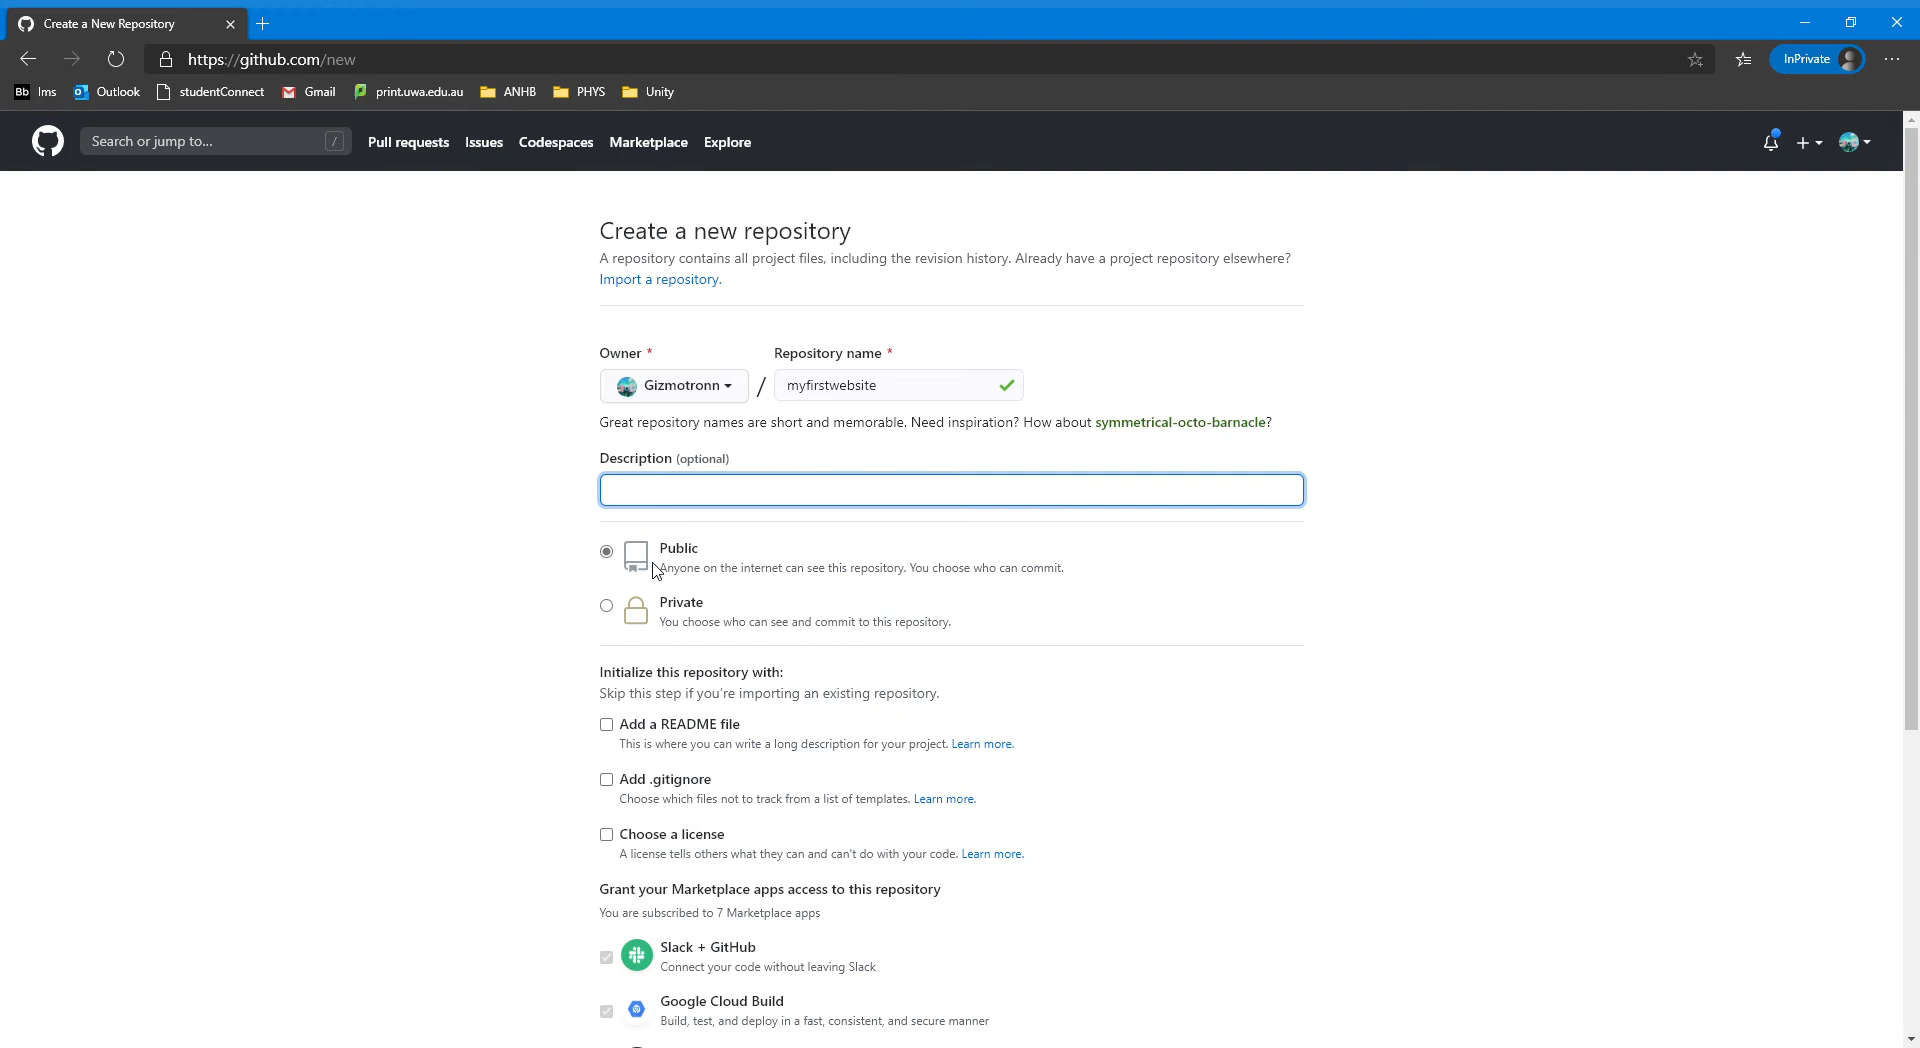 Create a New Repository
https://github.com/new
InPrivate
Bb lms
Outlook
studentConnect
Gmail
print.uwa.edu.au
ANHB
PHYS
Unity
Search or jump to...
/
Pull requests
Issues
Codespaces
Marketplace
Explore
Create a new repository
A repository contains all project files, including the revision history. Already have a project repository elsewhere?
Import a repository.
Owner *
Repository name *
Gizmotronn
/
myfirstwebsite
Great repository names are short and memorable. Need inspiration? How about symmetrical-octo-barnacle?
Description (optional)
Public
Anyone on the internet can see this repository. You choose who can commit.
Private
You choose who can see and commit to this repository.
Initialize this repository with:
Skip this step if you're importing an existing repository.
Add a README file
This is where you can write a long description for your project. Learn more.
Add .gitignore
Choose which files not to track from a list of templates. Learn more.
Choose a license
A license tells others what they can and can't do with your code. Learn more.
Grant your Marketplace apps access to this repository
You are subscribed to 7 Marketplace apps
Slack + GitHub
Connect your code without leaving Slack
Google Cloud Build
Build, test, and deploy in a fast, consistent, and secure manner